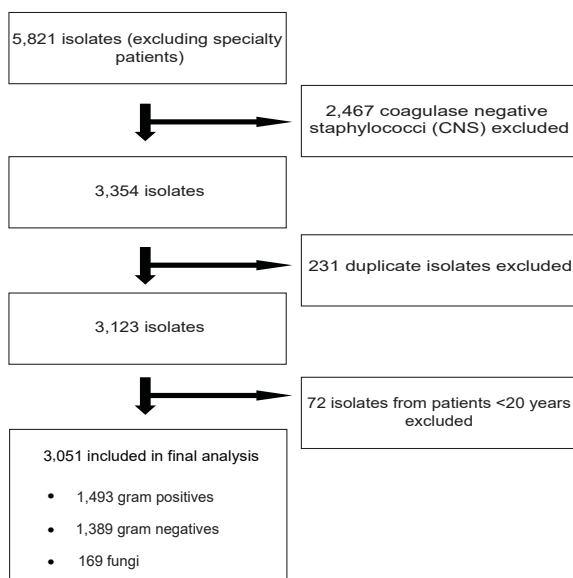 5,821 isolates (excluding specialty
patients)
2,467 coagulase negative
staphylococci (CNS) excluded
3,354 isolates
231 duplicate isolates excluded
3,123 isolates
72 isolates from patients <20 years
excluded
3,051 included in final analysis
• 1,493 gram positives
• 1,389 gram negatives
• 169 fungi